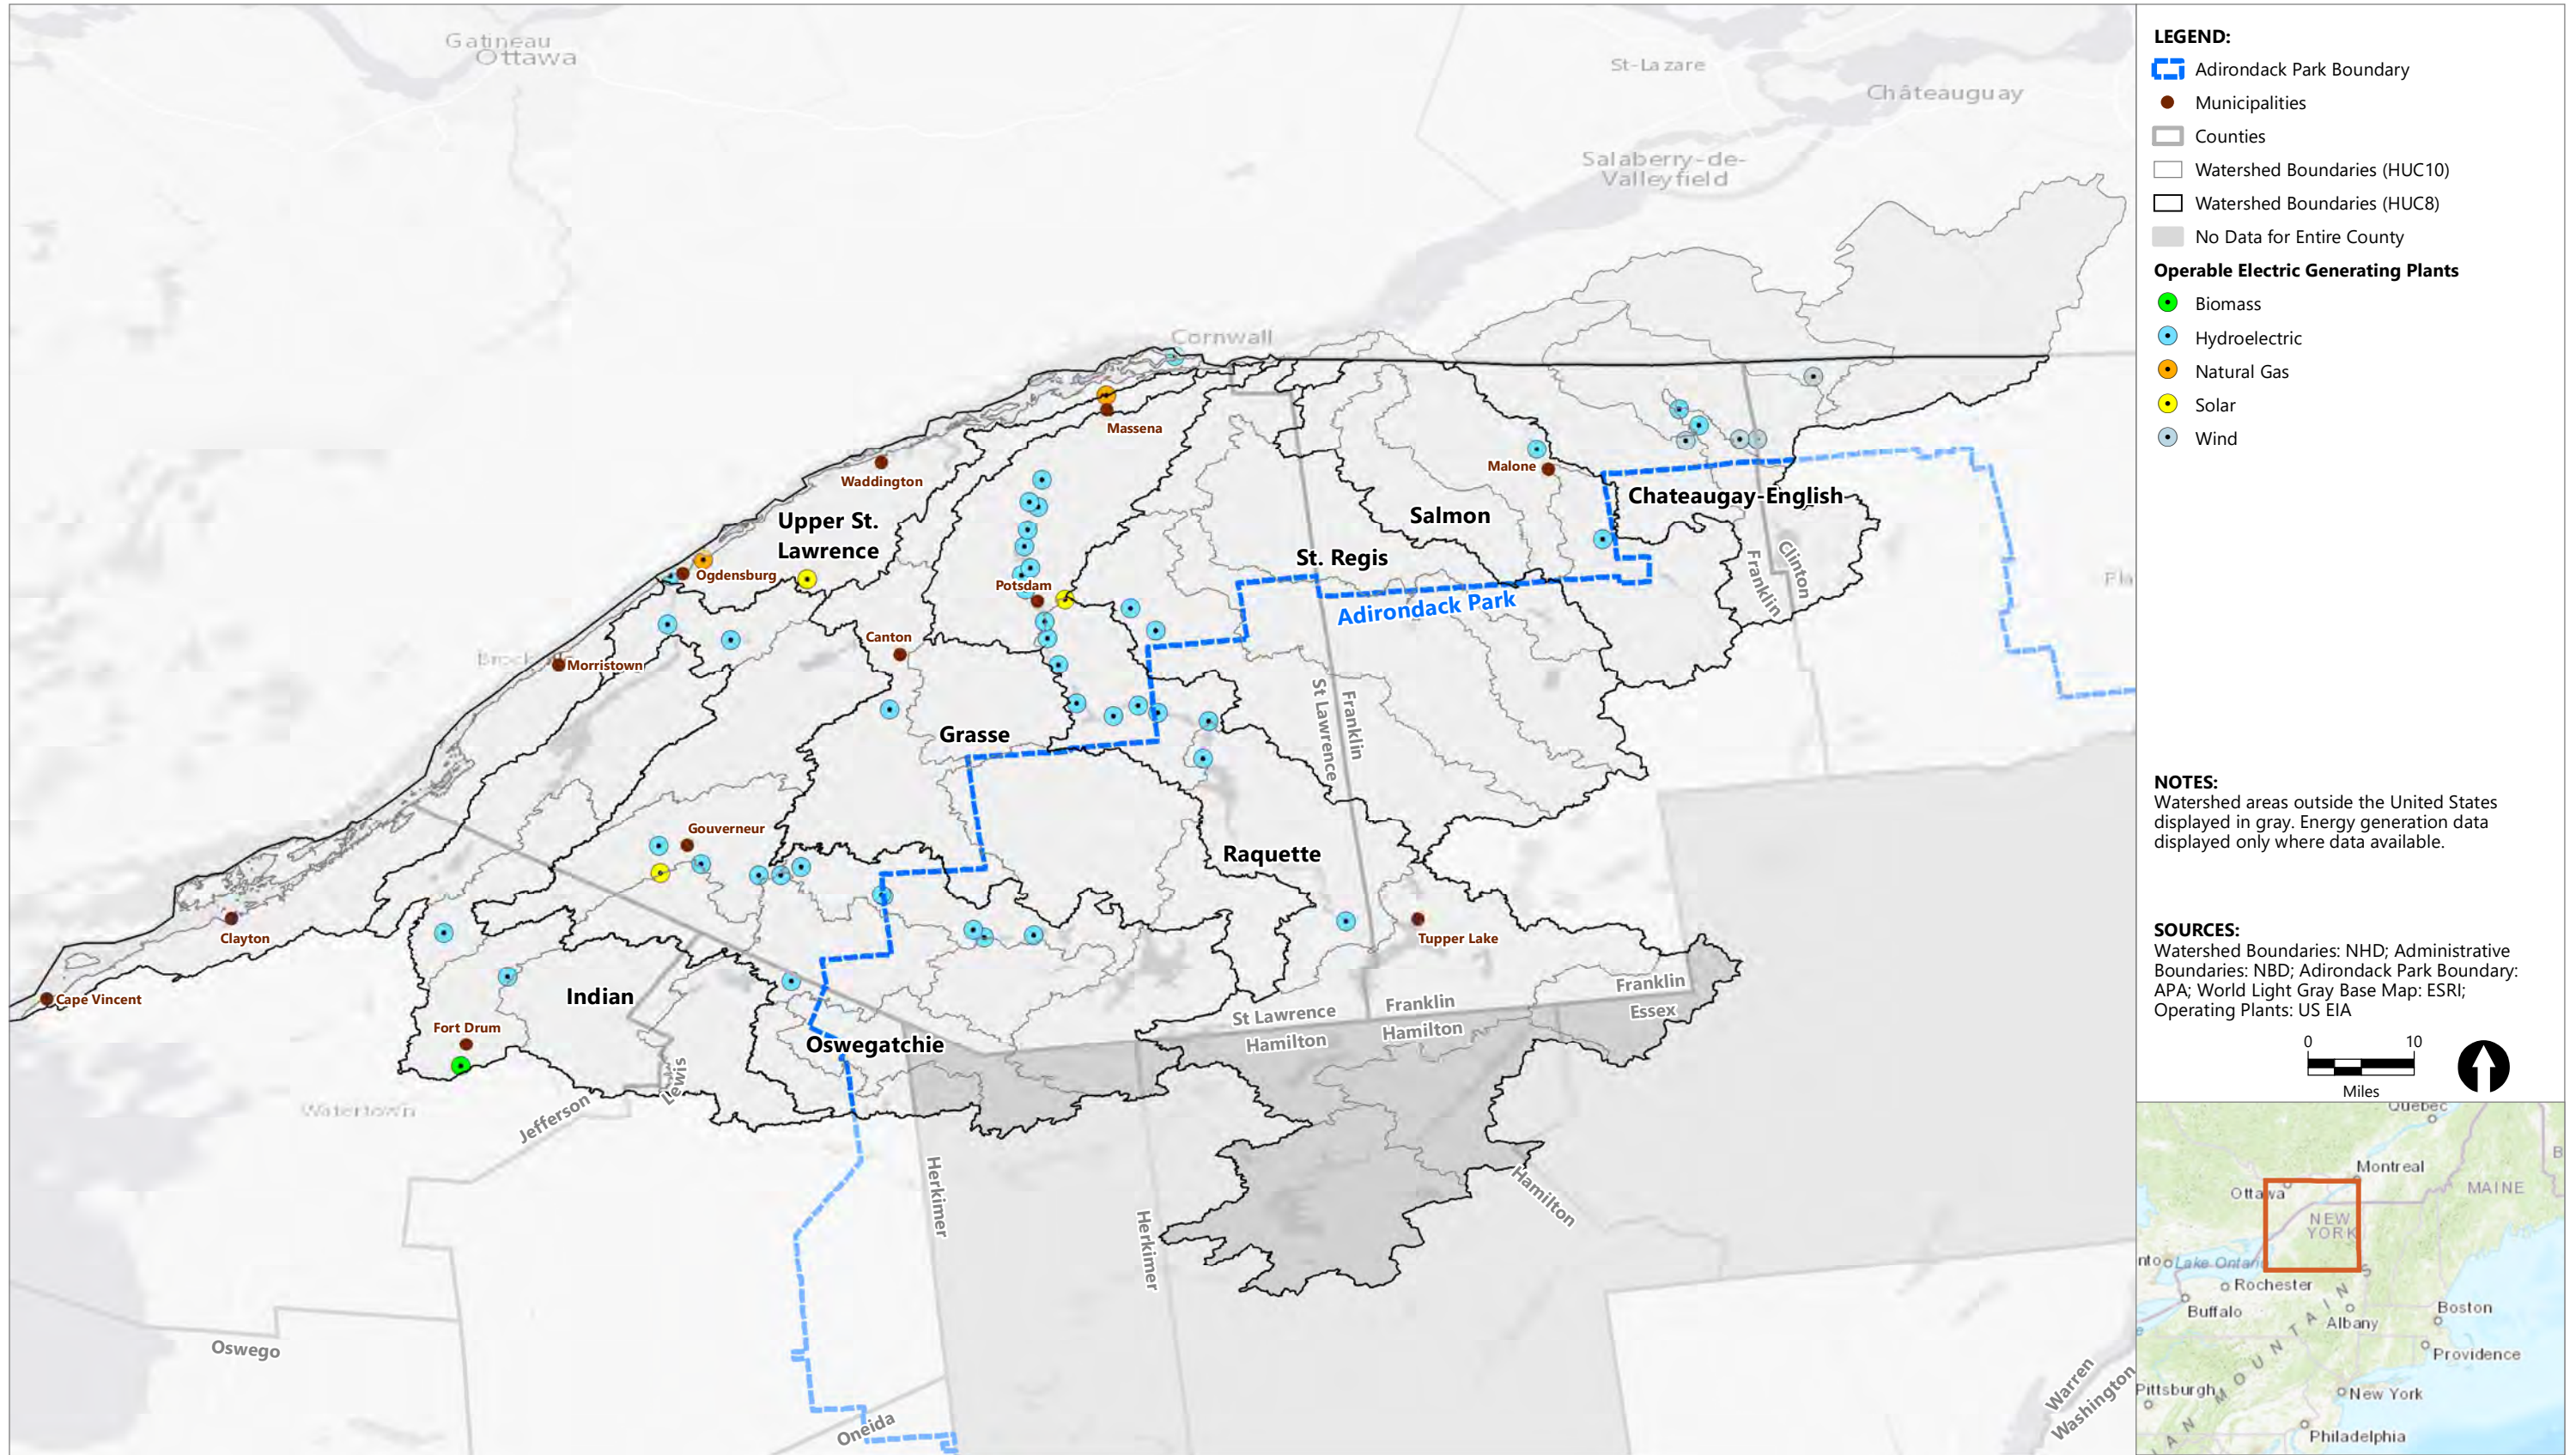 Gatineau
Ottawa
St-Lazare
Châteauguay
Salaberry-de-
Valleyfield
Cornwall
Massena
Waddington
Malone
Chateaugay-English
Salmon
Upper St.
Lawrence
St. Regis
Clinton
Franklin
Ogdensburg
Potsdam
Adirondack Park
Canton
Morristown
St Lawrence
Franklin
Grasse
Gouverneur
Raquette
Clayton
Tupper Lake
Cape Vincent
Indian
Franklin
Essex
Franklin
Hamilton
St Lawrence
Hamilton
Fort Drum
Oswegatchie
Lewis
Jefferson
Watertown
Herkimer
Herkimer
Hamilton
Oswego
Oneida
Warren
Washington
LEGEND:
Adirondack Park Boundary
Municipalities
Counties
Watershed Boundaries (HUC10)
Watershed Boundaries (HUC8)
No Data for Entire County
Operable Electric Generating Plants
Biomass
Hydroelectric
Natural Gas
Solar
Wind
NOTES:
Watershed areas outside the United States
displayed in gray. Energy generation data
displayed only where data available.
SOURCES:
Watershed Boundaries: NHD; Administrative
Boundaries: NBD; Adirondack Park Boundary:
APA; World Light Gray Base Map: ESRI;
Operating Plants: US EIA
0 10
Miles
Quebec
Montreal
Ottawa
MAINE
NEW
YORK
Lake Ontario
Rochester
Buffalo
Boston
Albany
Providence
Pittsburgh
New York
MOUNTAINS
Philadelphia